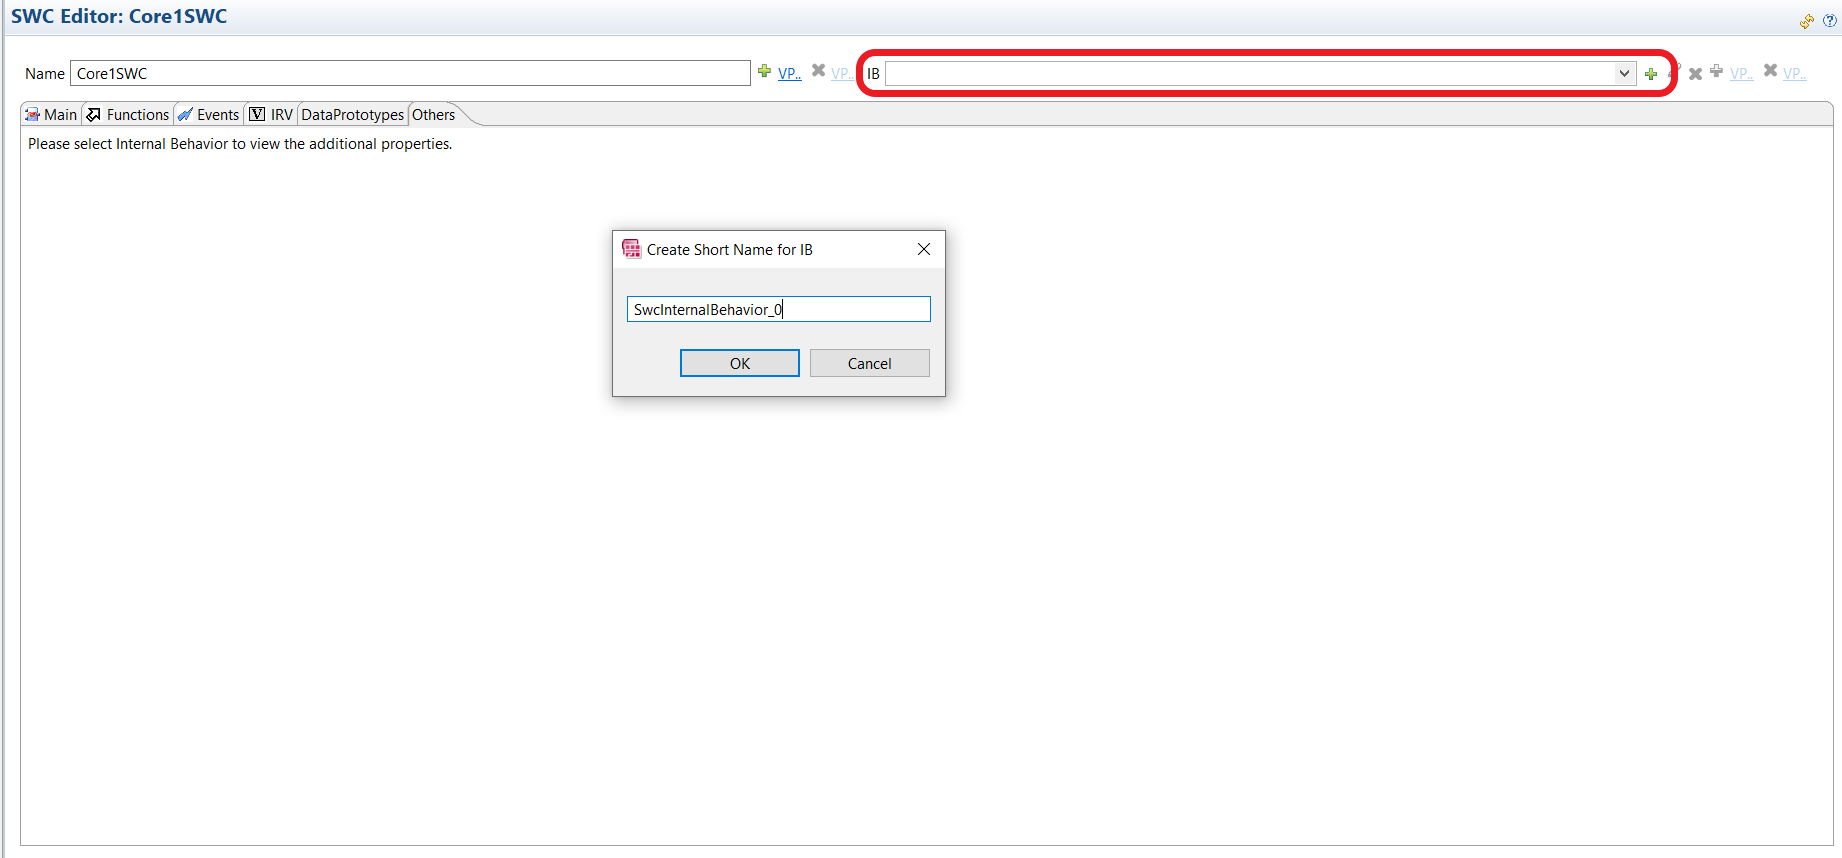 SWC Editor: Core1SWC
Name Core1SWC VP.. VP.. IB VP.. VP..
Main Functions Events V IRV DataPrototypes Others
Please select Internal Behavior to view the additional properties.
Create Short Name for IB
SwcInternalBehavior_0
OK Cancel